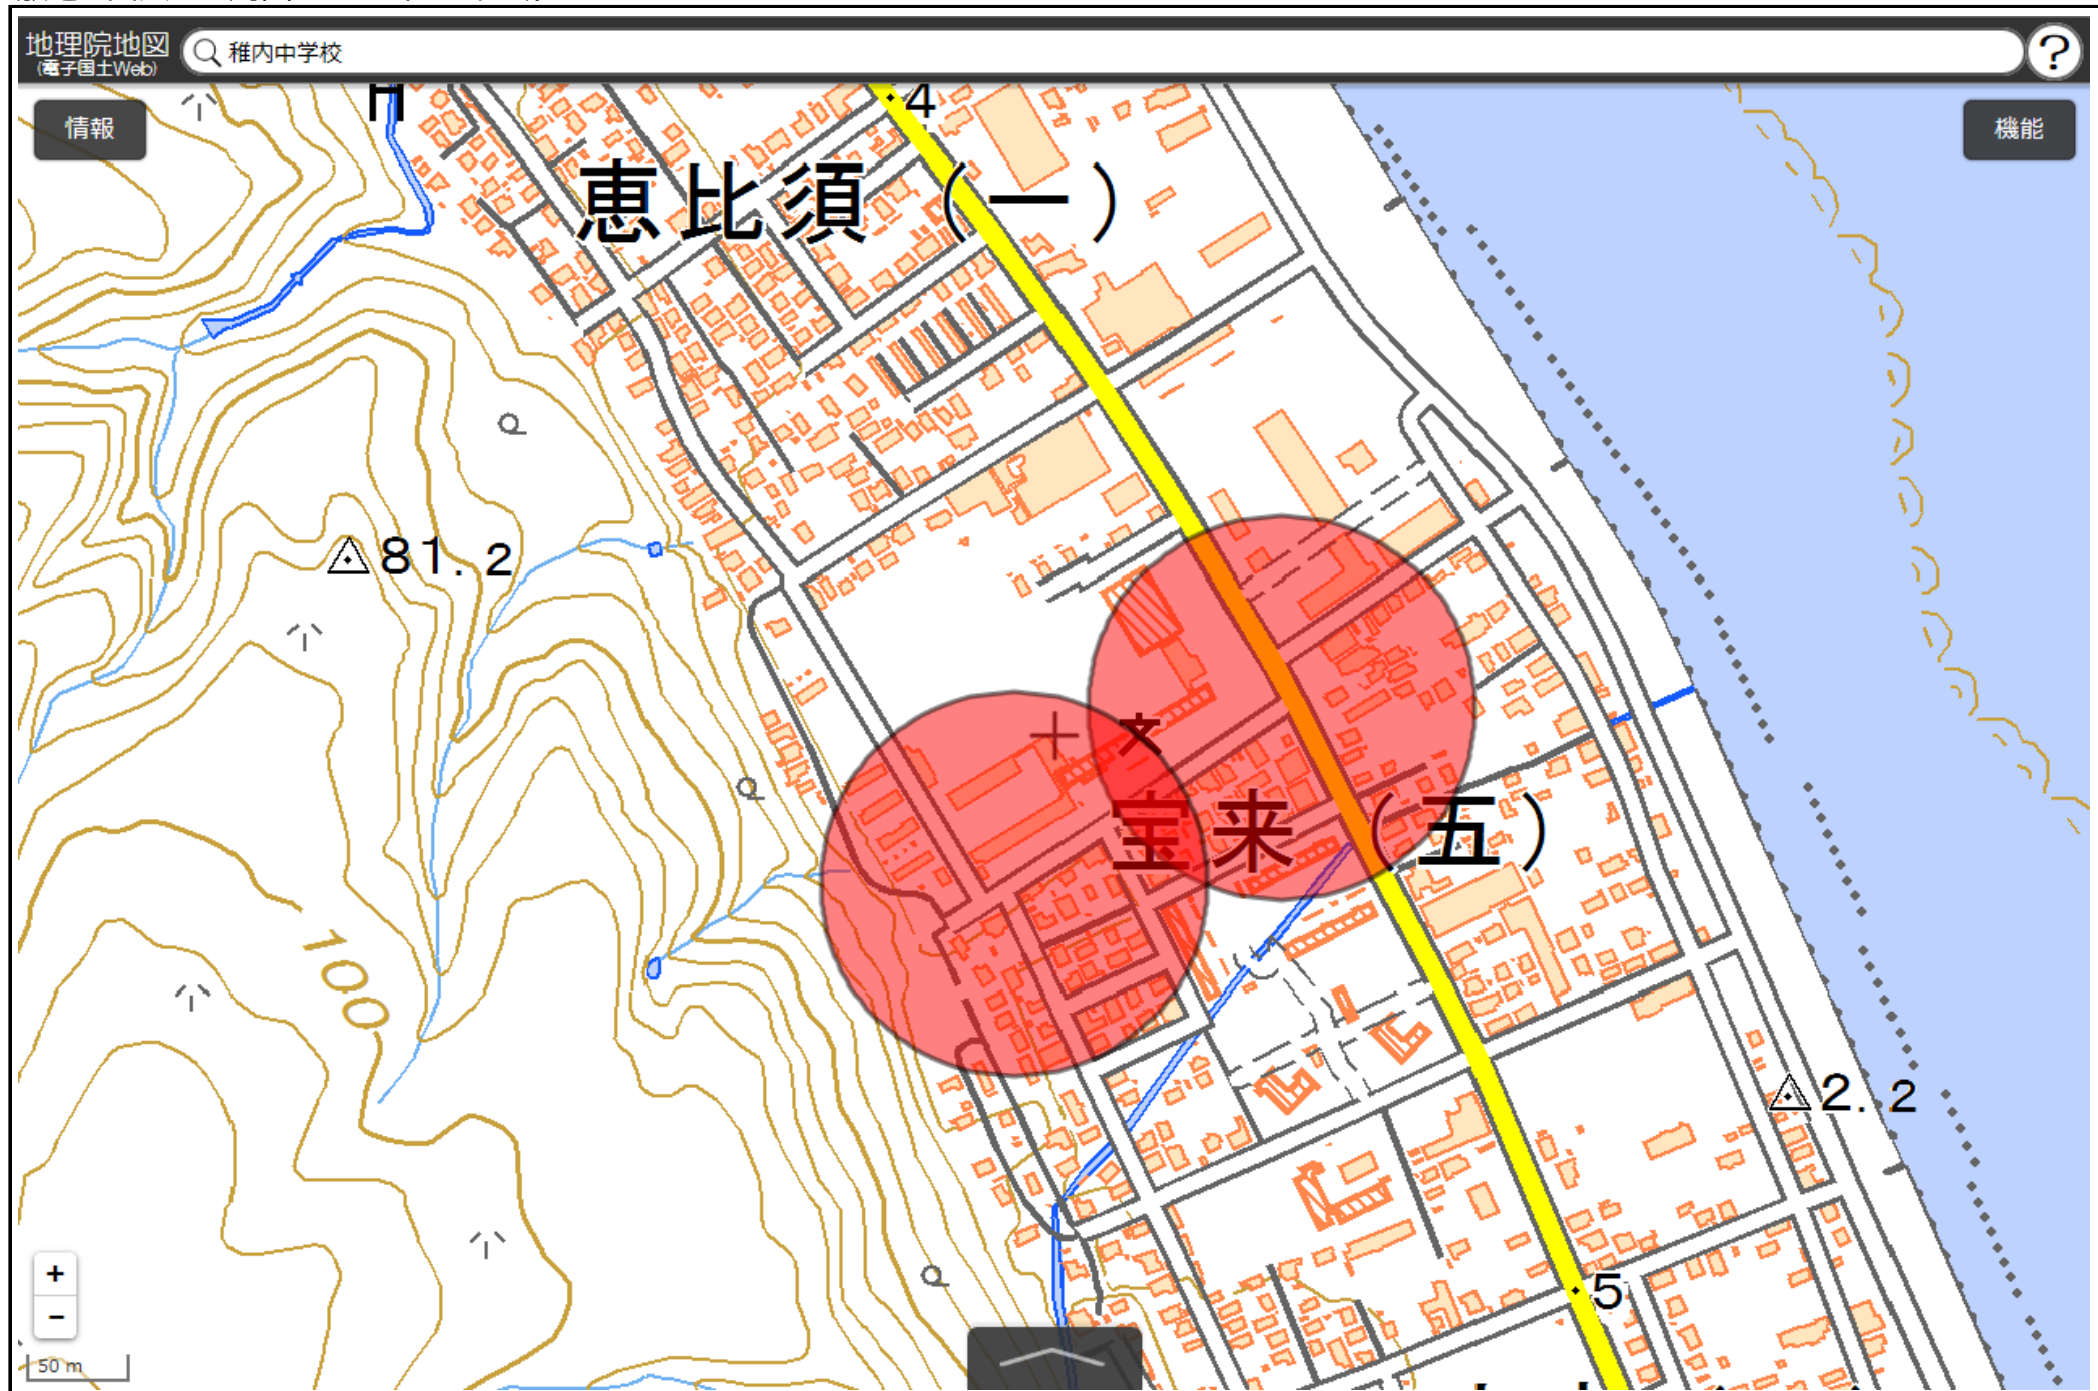 地理院地図
(電子国土Web)
稚内中学校
?
情報
機能
H
4
恵比須（一）
81.2
文
宝来（五）
100
2.2
5
+
−
50 m